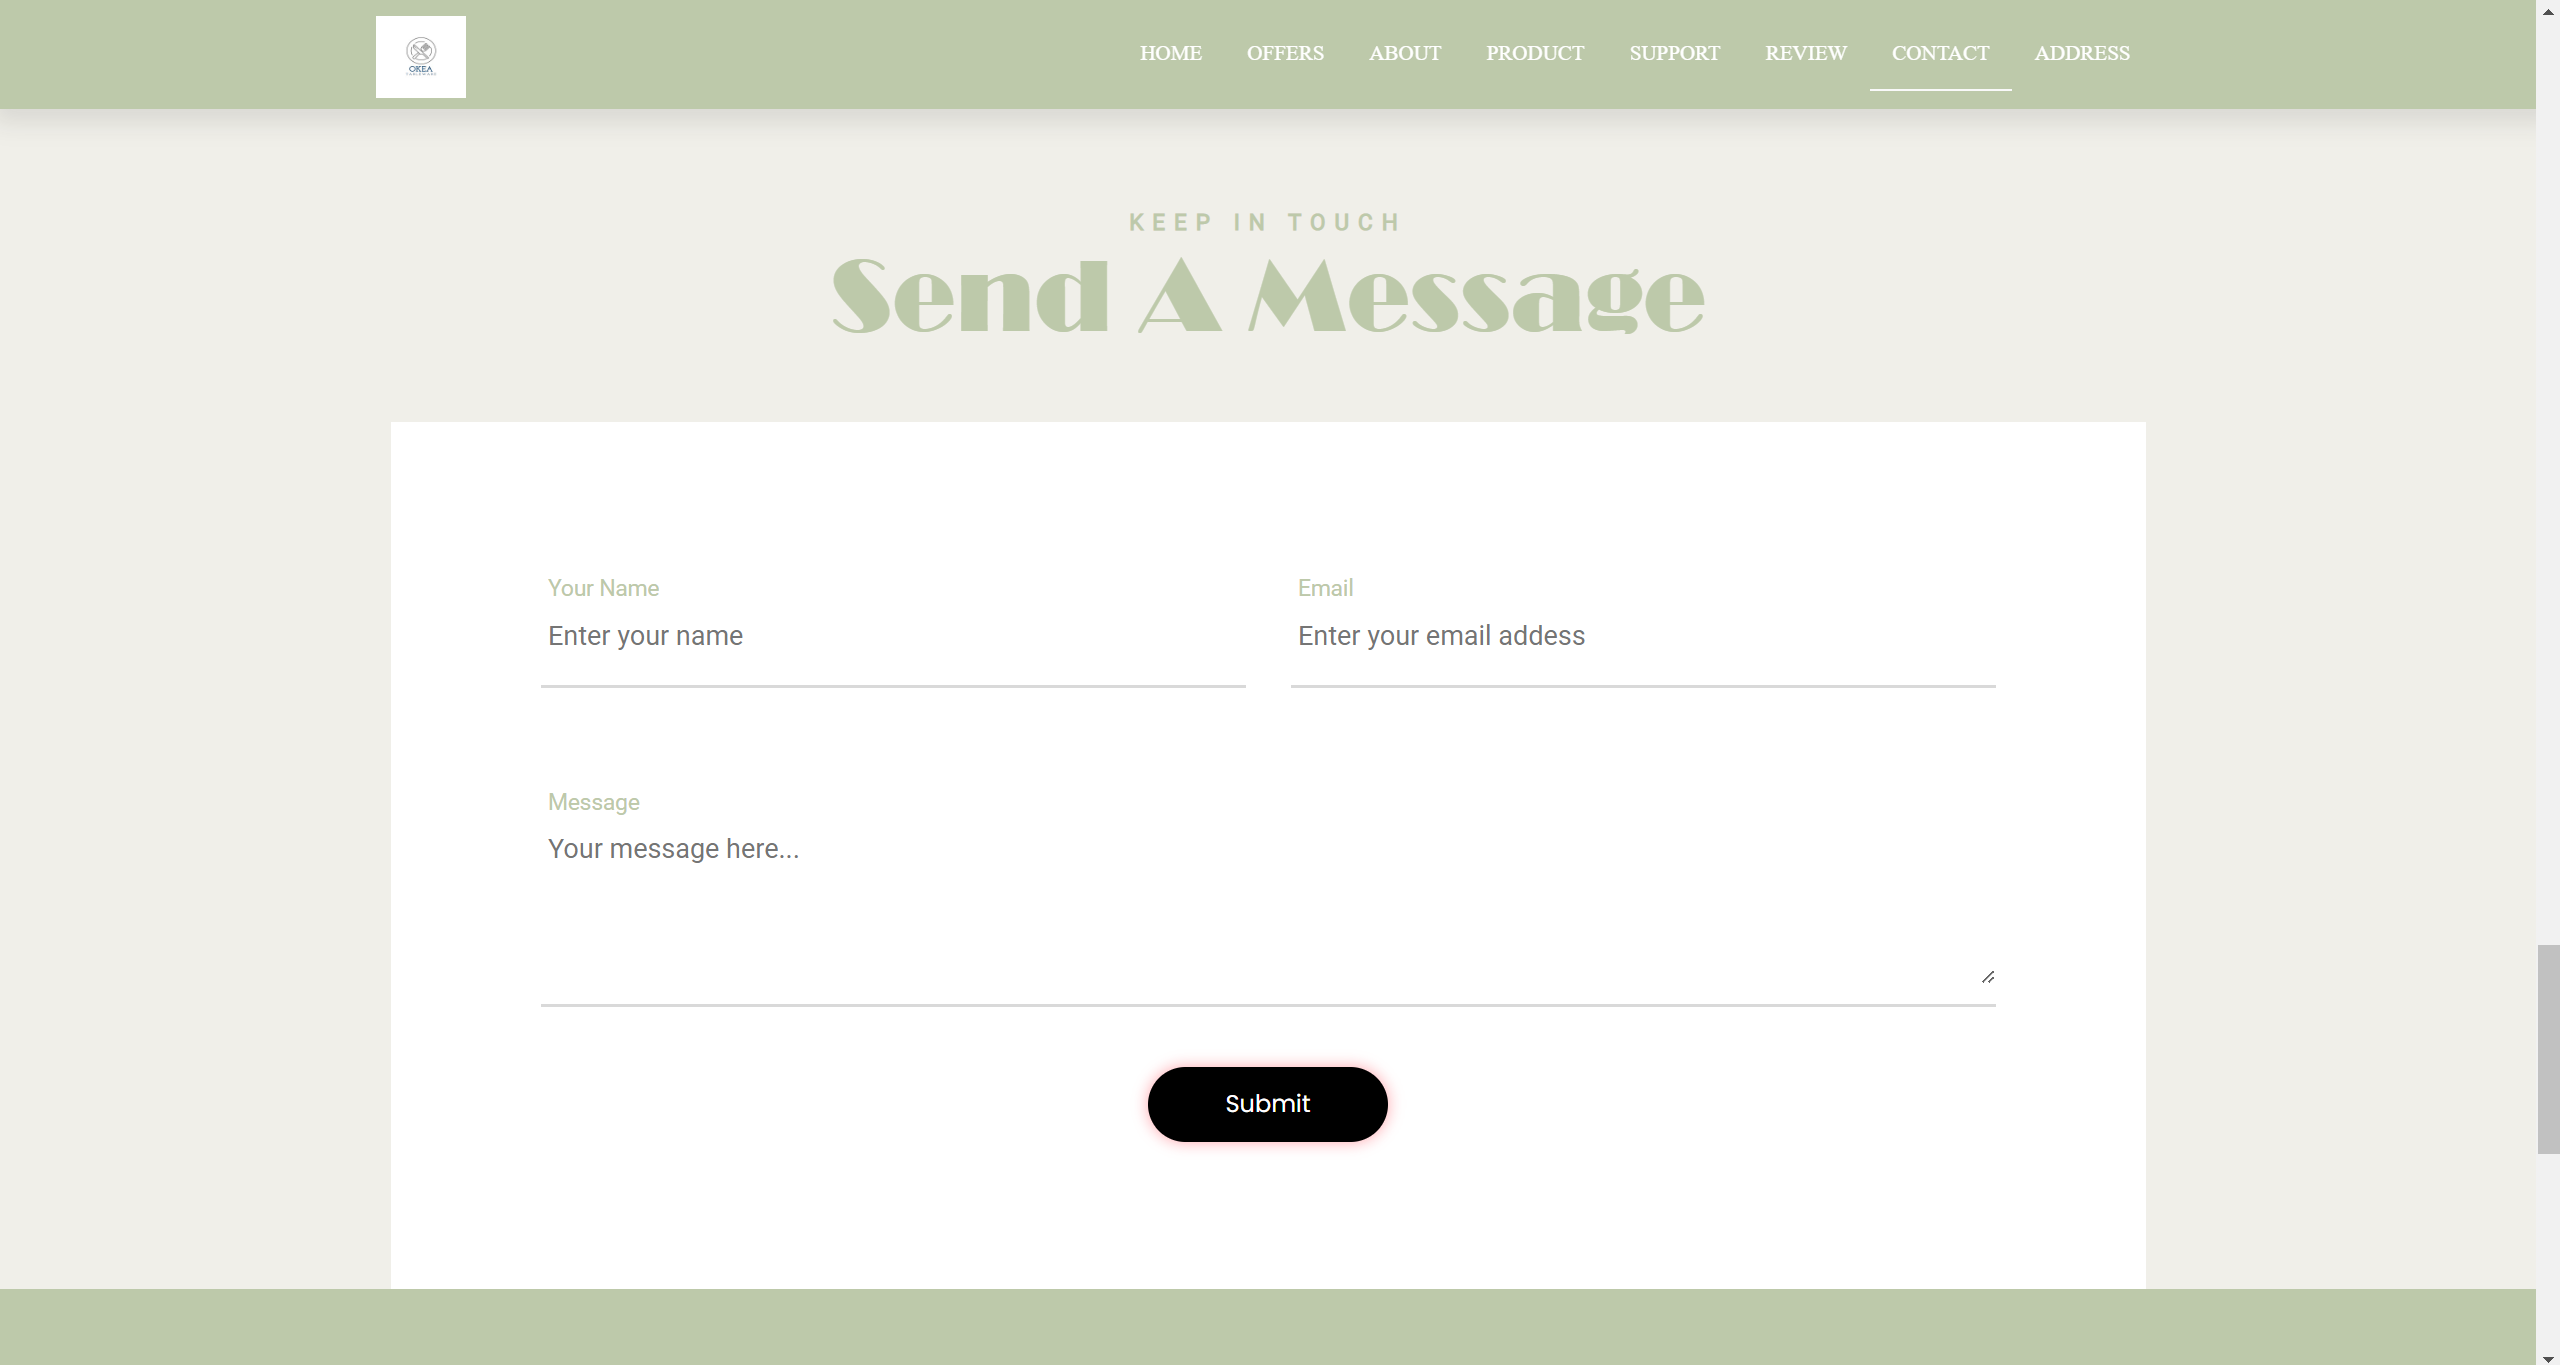 OKEA
TABLEWARE
HOME OFFERS ABOUT PRODUCT SUPPORT REVIEW CONTACT ADDRESS
KEEP IN TOUCH
Send A Message
Your Name
Enter your name
Email
Enter your email addess
Message
Your message here...
Submit